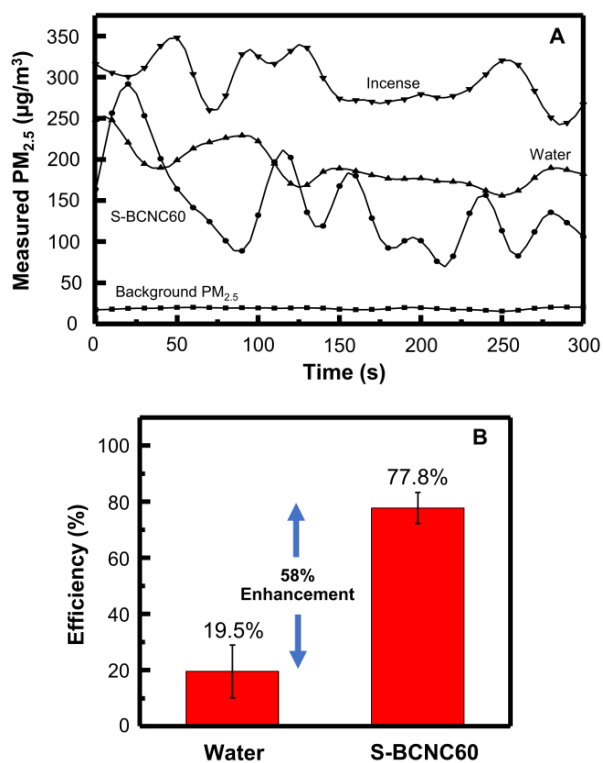 A
Measured PM2.5 (µg/m³)
350
300
250
200
150
100
50
0
Incense
Water
S-BCNC60
Background PM2.5
0 50 100 150 200 250 300
Time (s)
B
Efficiency (%)
100
80
60
40
20
0
77.8%
58%
Enhancement
19.5%
Water S-BCNC60